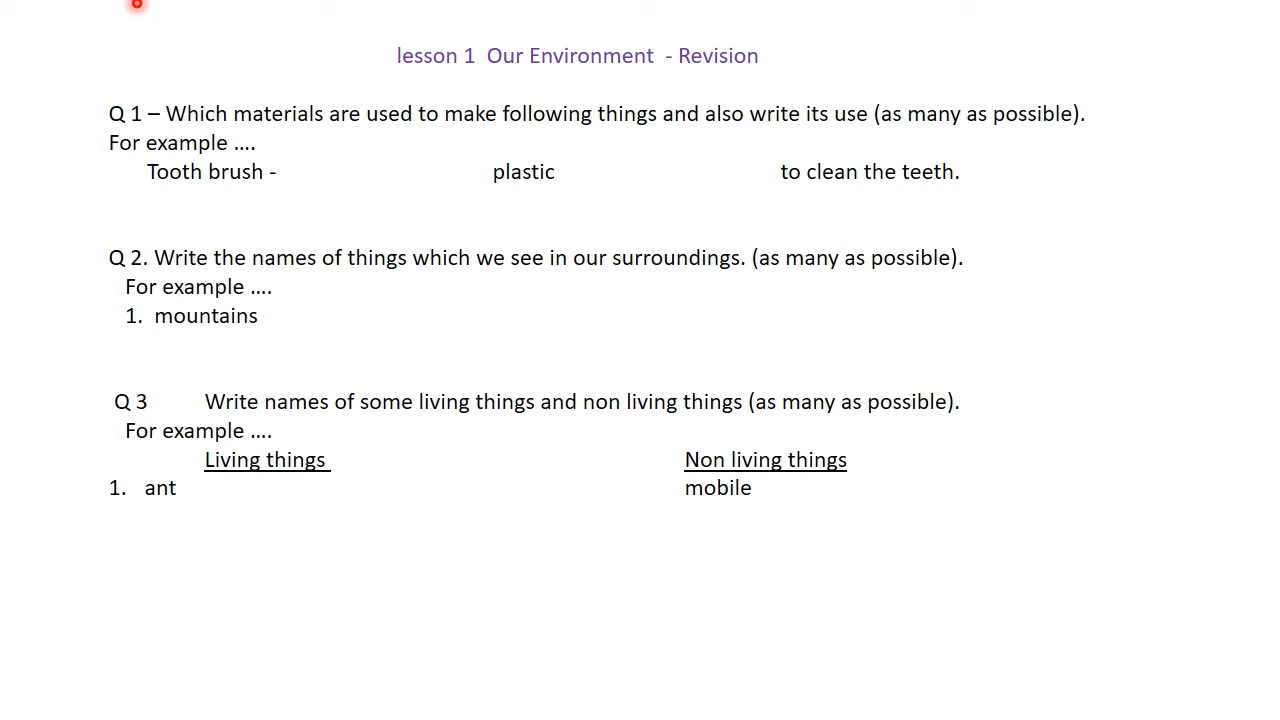 lesson 1 Our Environment - Revision
Q 1 – Which materials are used to make following things and also write its use (as many as possible).
For example ….
Tooth brush - plastic to clean the teeth.
Q 2. Write the names of things which we see in our surroundings. (as many as possible).
For example ….
1. mountains
Q 3 Write names of some living things and non living things (as many as possible).
For example ….
Living things Non living things
1. ant mobile